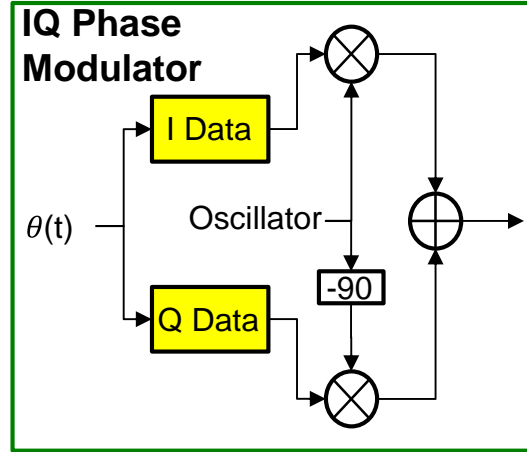 IQ Phase
Modulator
I Data
θ(t)
Oscillator
-90
Q Data